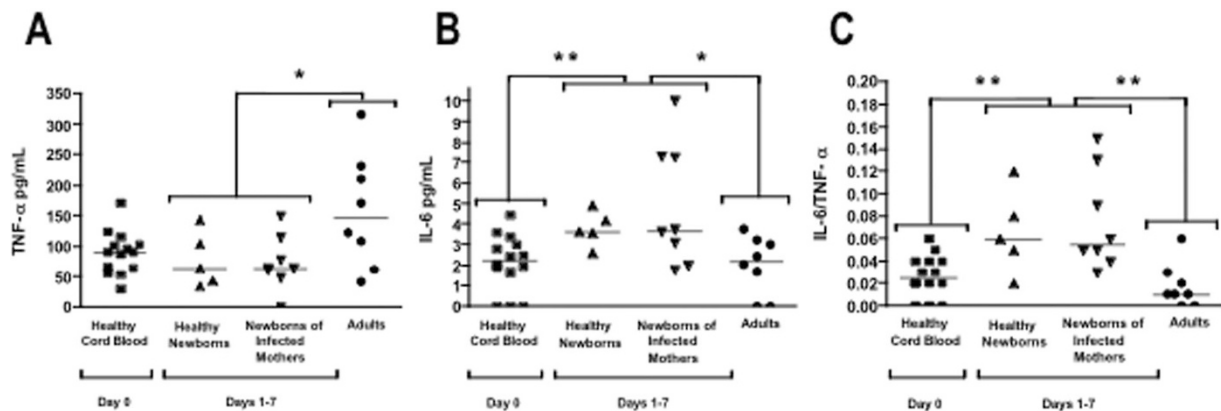 A
TNF-α pg/mL
350
300
250
200
150
100
50
0
*
Healthy
Cord Blood
Healthy
Newborns
Newborns of
Infected
Mothers
Adults
Day 0
Days 1-7
B
IL-6 pg/mL
10
9
8
7
6
5
4
3
2
1
0
**
*
Healthy
Cord Blood
Healthy
Newborns
Newborns of
Infected
Mothers
Adults
Day 0
Days 1-7
C
IL-6/TNF- α
0.20
0.18
0.16
0.14
0.12
0.10
0.08
0.06
0.04
0.02
0.00
**
**
Healthy
Cord Blood
Healthy
Newborns
Newborns of
Infected
Mothers
Adults
Day 0
Days 1-7